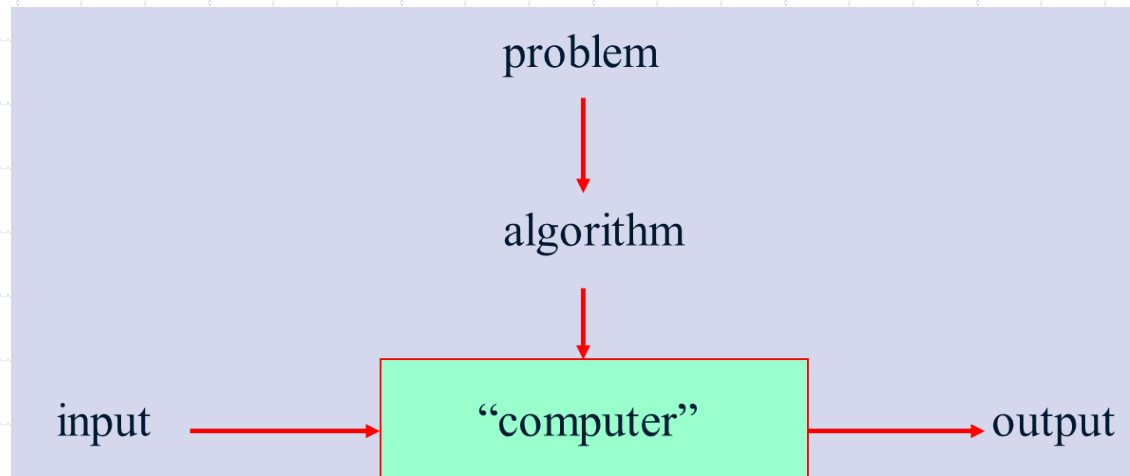 problem
algorithm
input “computer” output